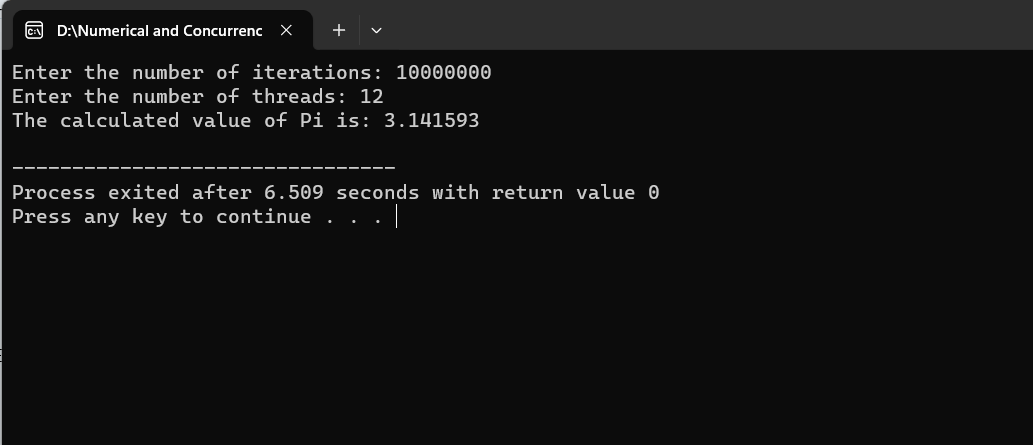 D:\Numerical and Concurrenc
Enter the number of iterations: 10000000
Enter the number of threads: 12
The calculated value of Pi is: 3.141593
--------------------------------
Process exited after 6.509 seconds with return value 0
Press any key to continue . . .